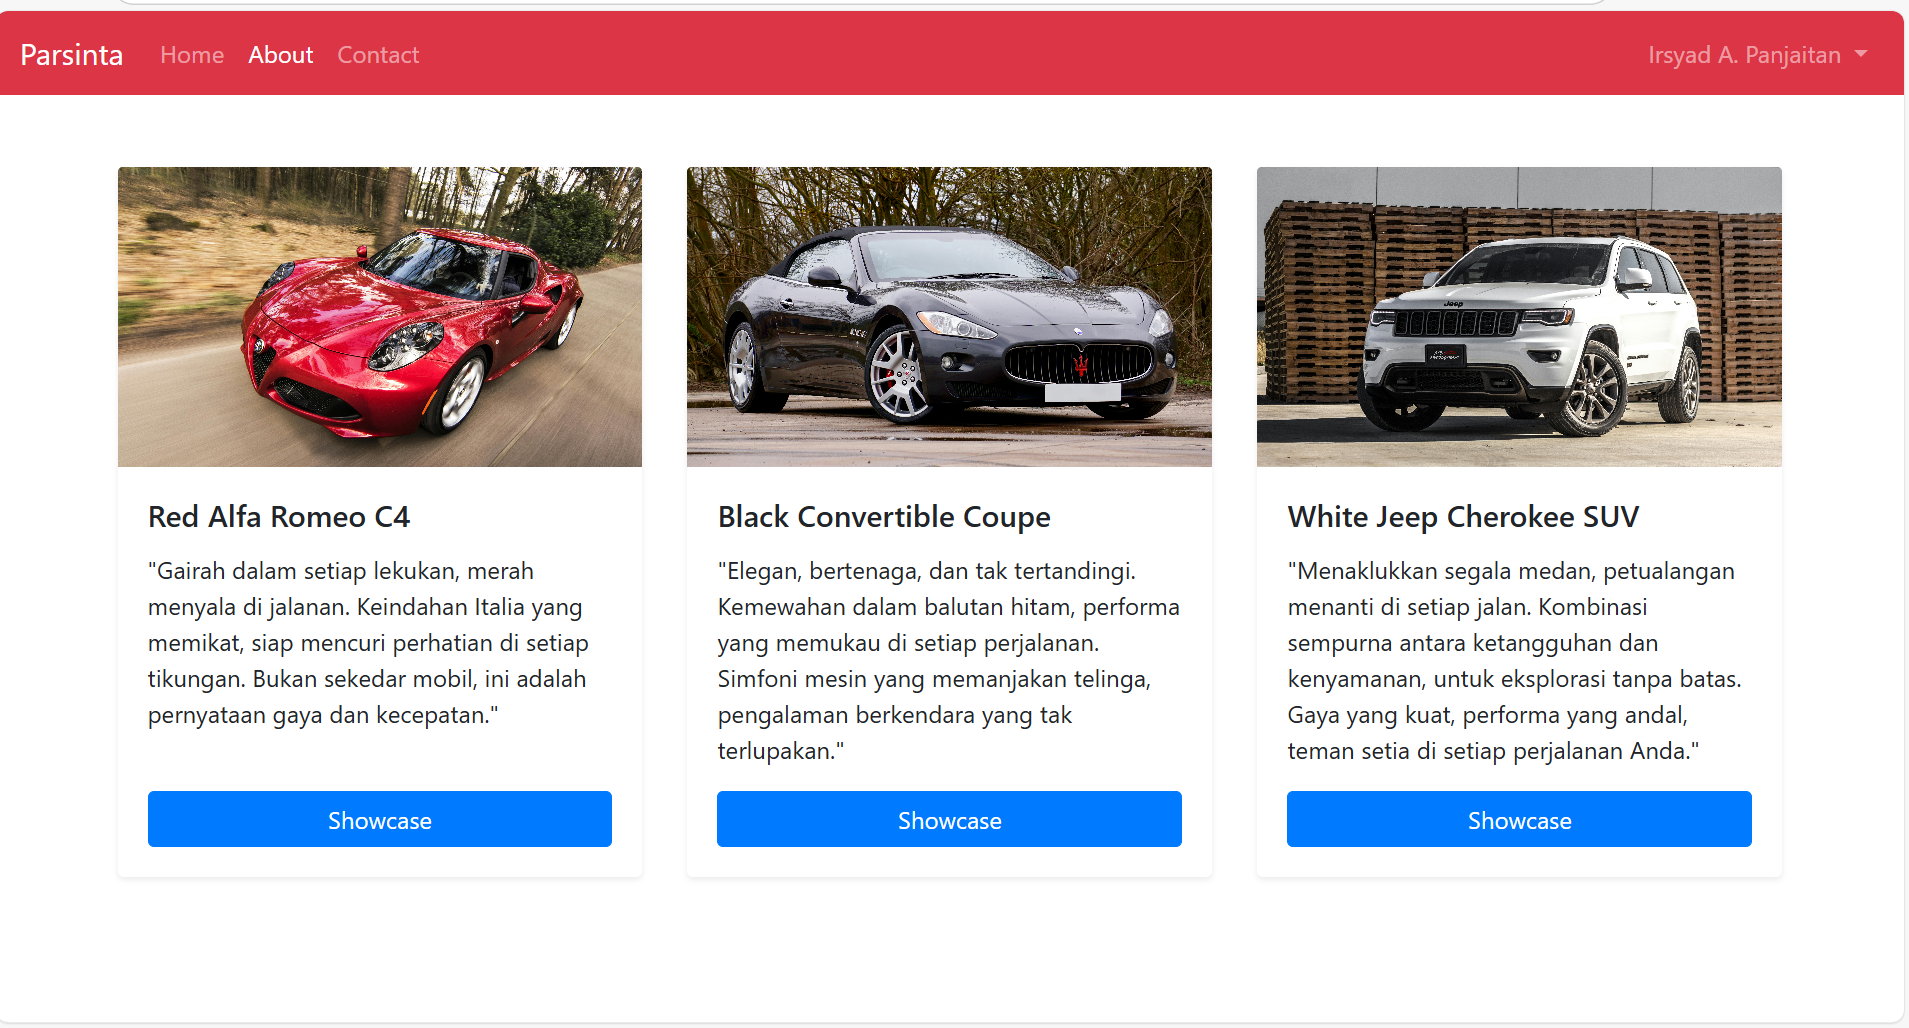 Parsinta Home About Contact Irsyad A. Panjaitan
Jeep
Red Alfa Romeo C4
"Gairah dalam setiap lekukan, merah
menyala di jalanan. Keindahan Italia yang
memikat, siap mencuri perhatian di setiap
tikungan. Bukan sekedar mobil, ini adalah
pernyataan gaya dan kecepatan."
Showcase
Black Convertible Coupe
"Elegan, bertenaga, dan tak tertandingi.
Kemewahan dalam balutan hitam, performa
yang memukau di setiap perjalanan.
Simfoni mesin yang memanjakan telinga,
pengalaman berkendara yang tak
terlupakan."
Showcase
White Jeep Cherokee SUV
"Menaklukkan segala medan, petualangan
menanti di setiap jalan. Kombinasi
sempurna antara ketangguhan dan
kenyamanan, untuk eksplorasi tanpa batas.
Gaya yang kuat, performa yang andal,
teman setia di setiap perjalanan Anda."
Showcase